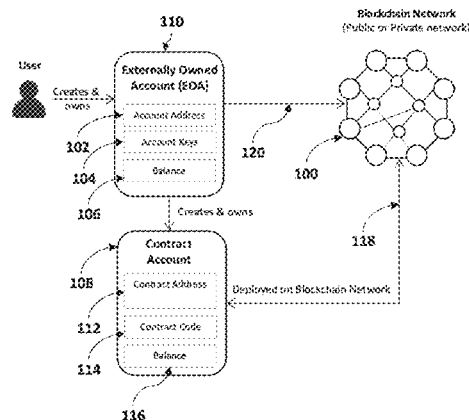 110
Blockchain Network
(Public or Private network)
User
Creates &
owns
Externally Owned
Account (EOA)
Account Address
102
Account Keys
104
Balance
106
120
100
Creates & owns
118
Contract
Account
108
Contract Address
Deployed on Blockchain Network
112
Contract Code
114
Balance
116